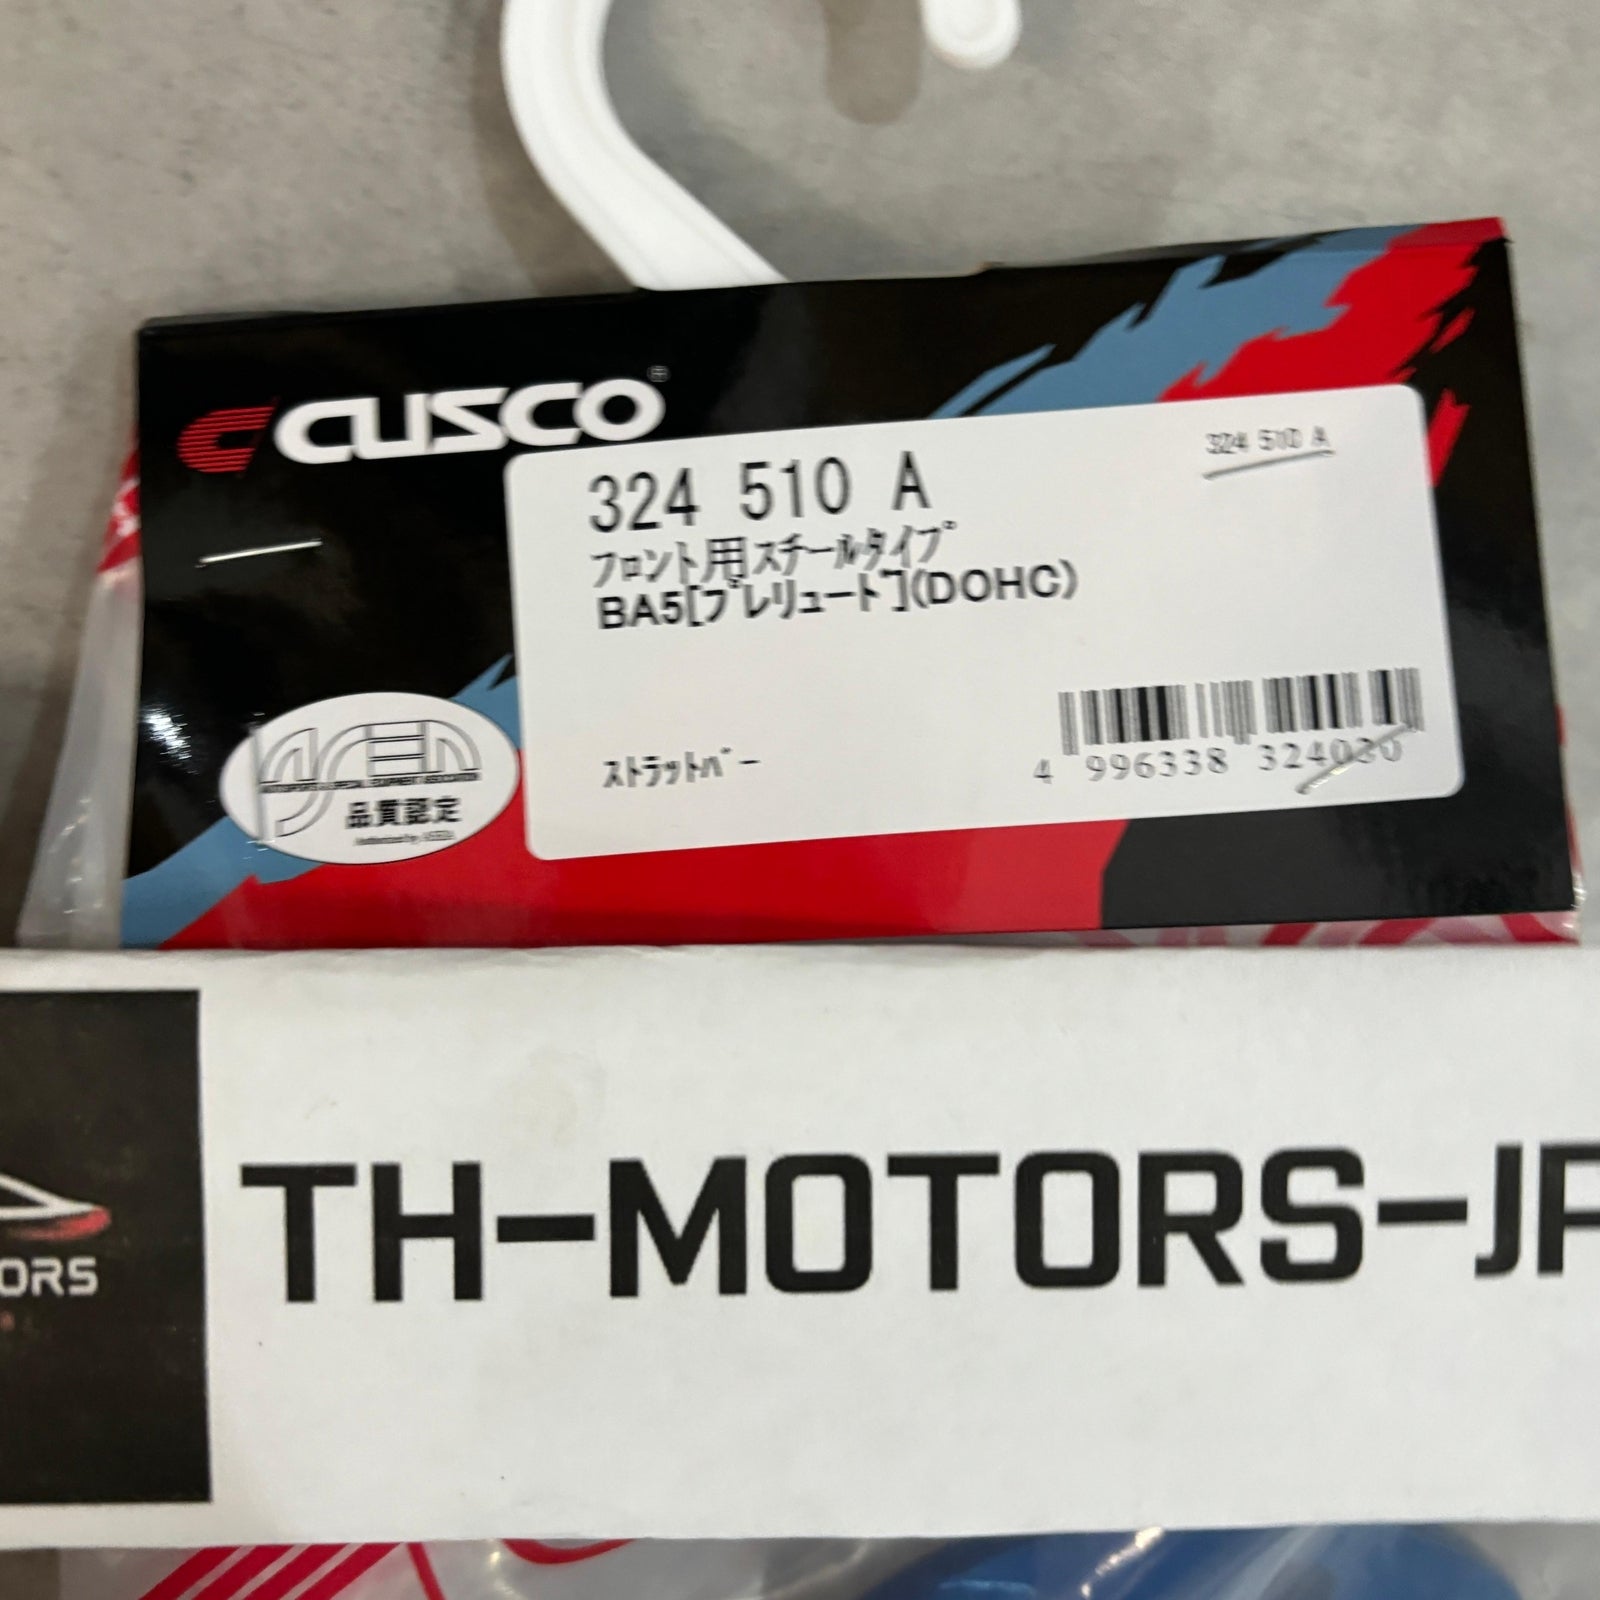 CUSCO®
324 510 A
324 510 A
フロント用スチールタイプ
BA5[プレリュード](DOHC)
ストラットバー
4 996338 324030
品質認定
TH-MOTORS-JP
ORS